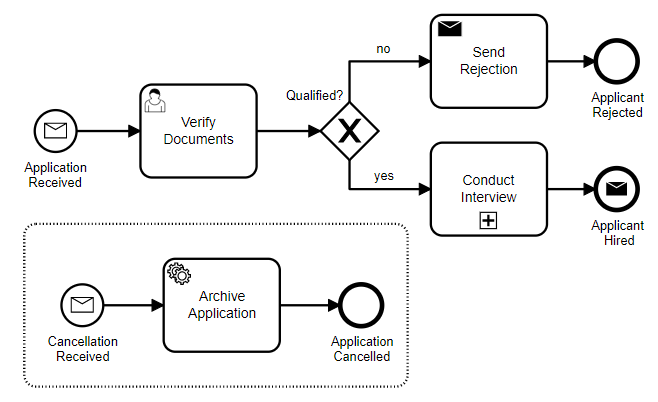 no
Send
Rejection
Applicant
Rejected
Qualified?
Verify
Documents
Application
Received
yes
Conduct
Interview
Applicant
Hired
Archive
Application
Cancellation
Received
Application
Cancelled